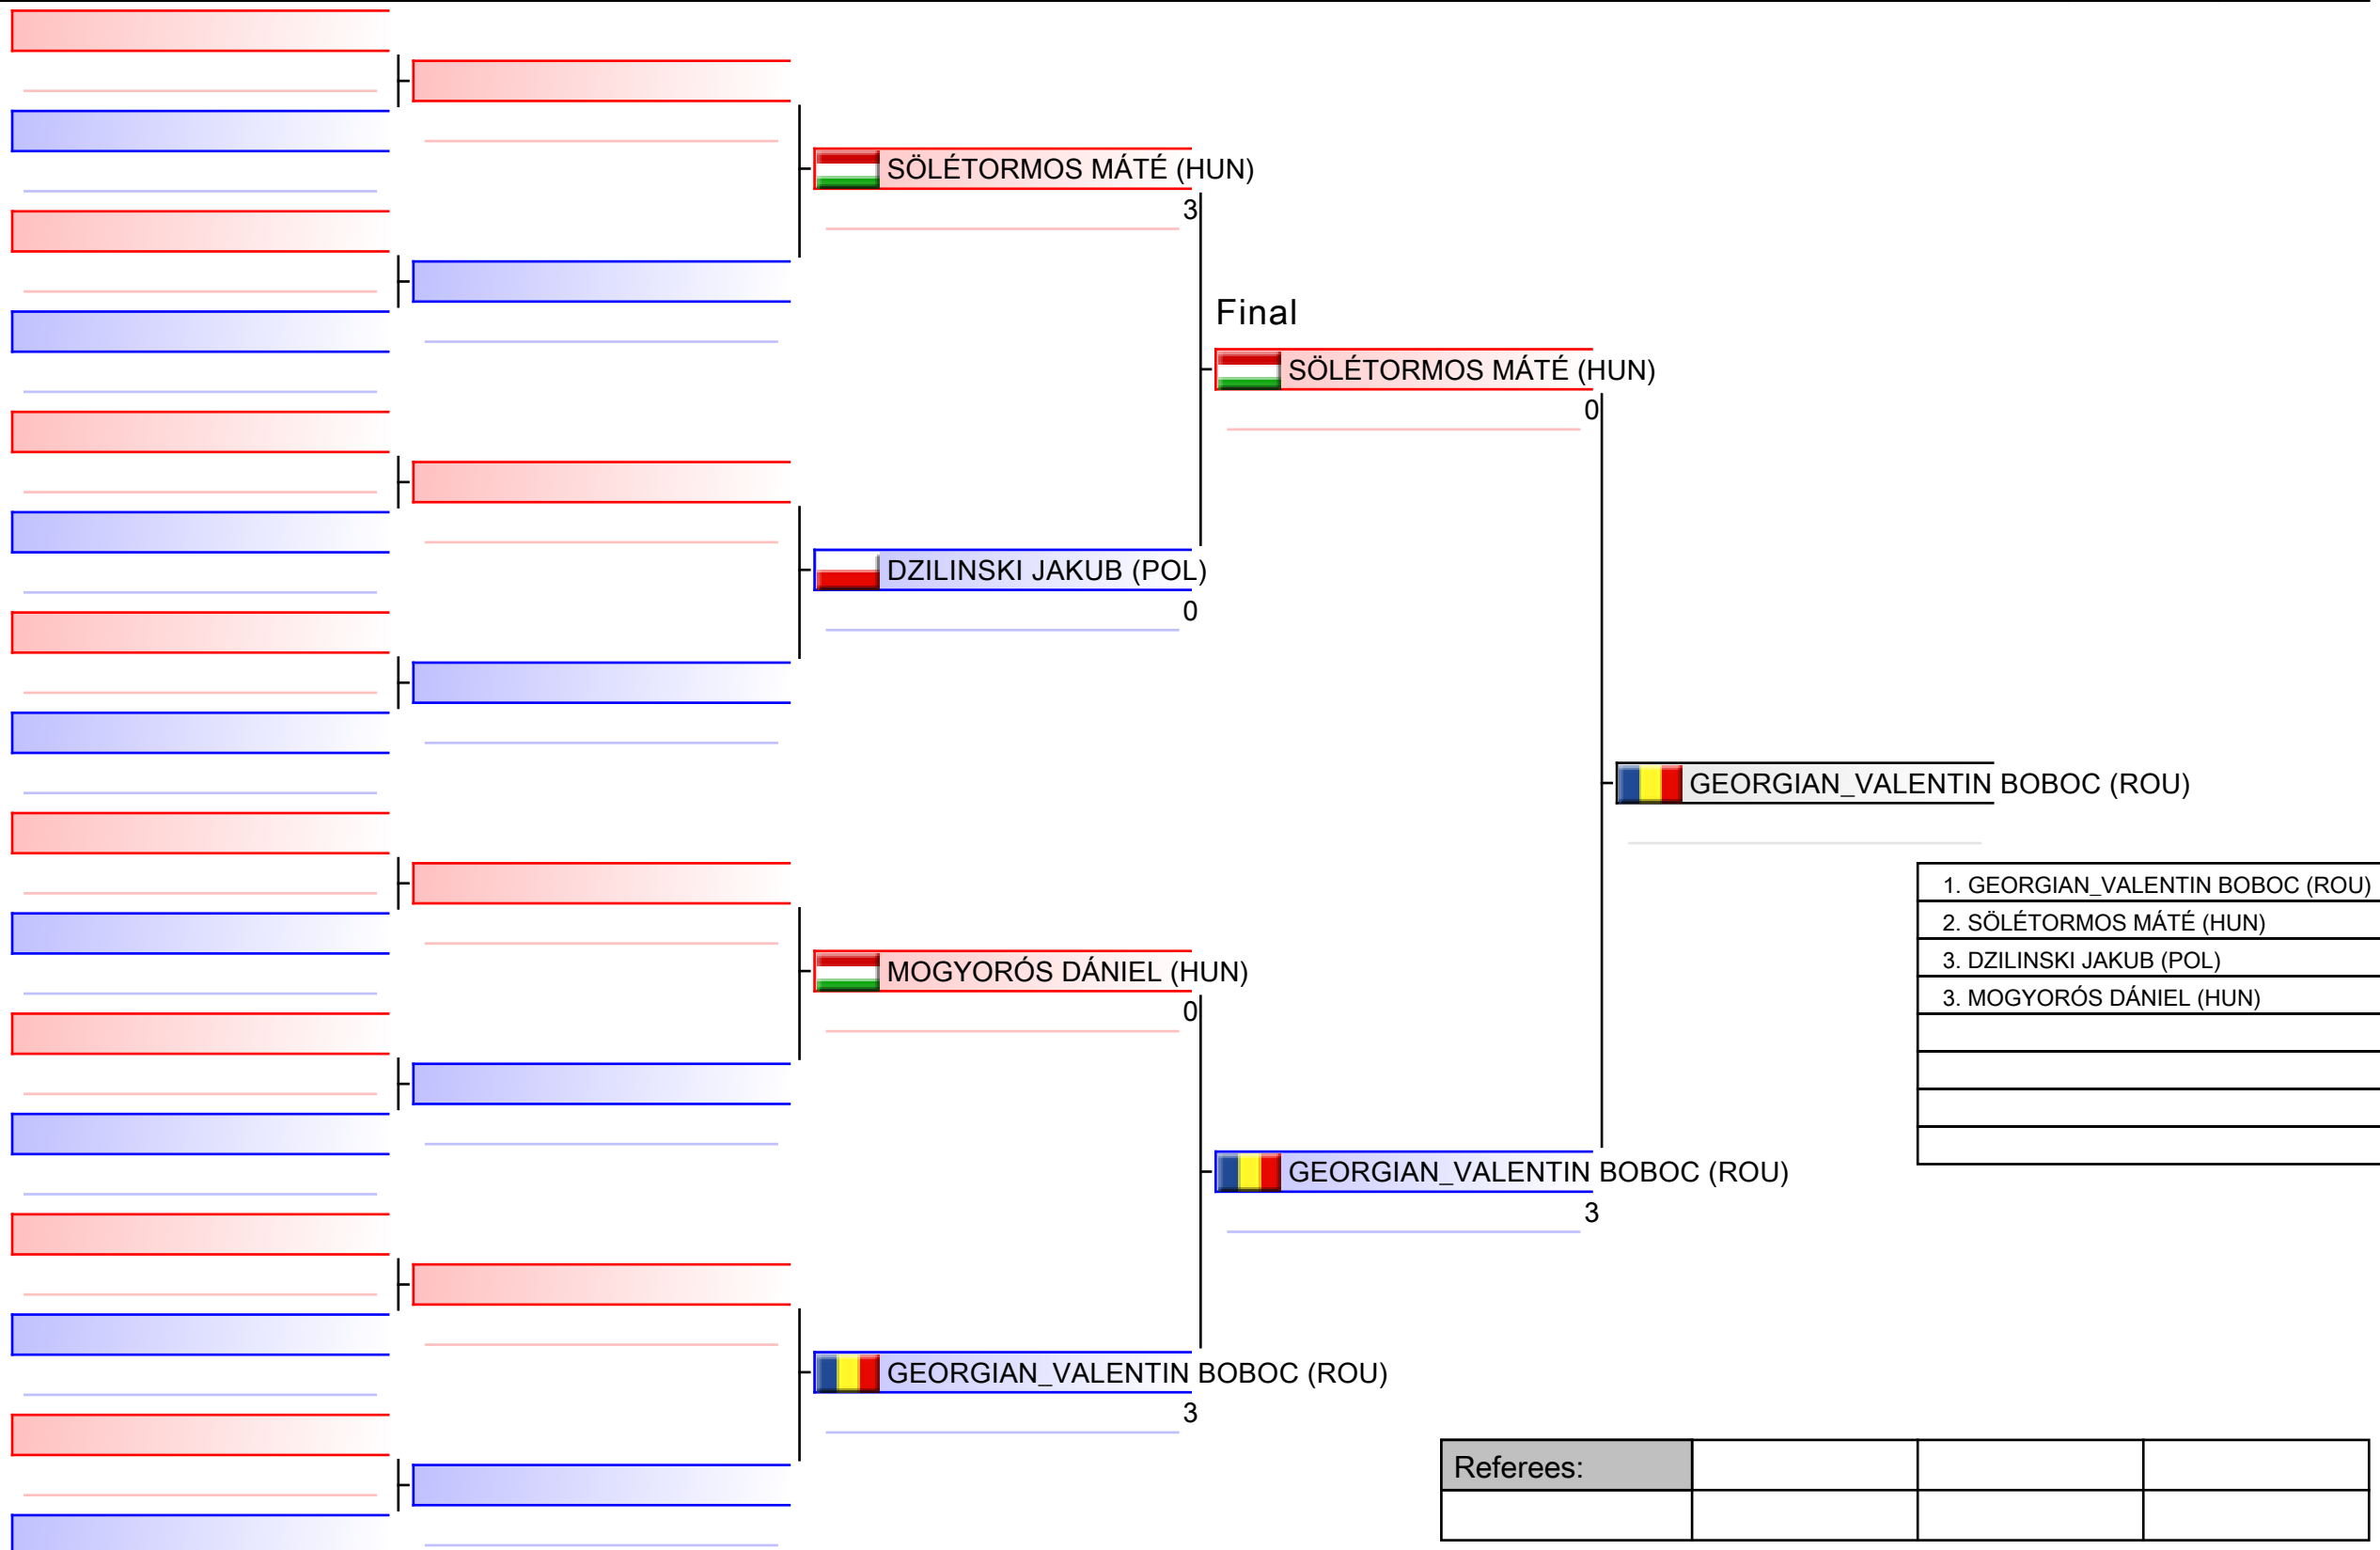 SÖLÉTORMOS MÁTÉ (HUN)
3
Final
SÖLÉTORMOS MÁTÉ (HUN)
0
DZILINSKI JAKUB (POL)
0
GEORGIAN_VALENTIN BOBOC (ROU)
1. GEORGIAN_VALENTIN BOBOC (ROU)
2. SÖLÉTORMOS MÁTÉ (HUN)
3. DZILINSKI JAKUB (POL)
3. MOGYORÓS DÁNIEL (HUN)
MOGYORÓS DÁNIEL (HUN)
0
GEORGIAN_VALENTIN BOBOC (ROU)
3
GEORGIAN_VALENTIN BOBOC (ROU)
3
Referees: